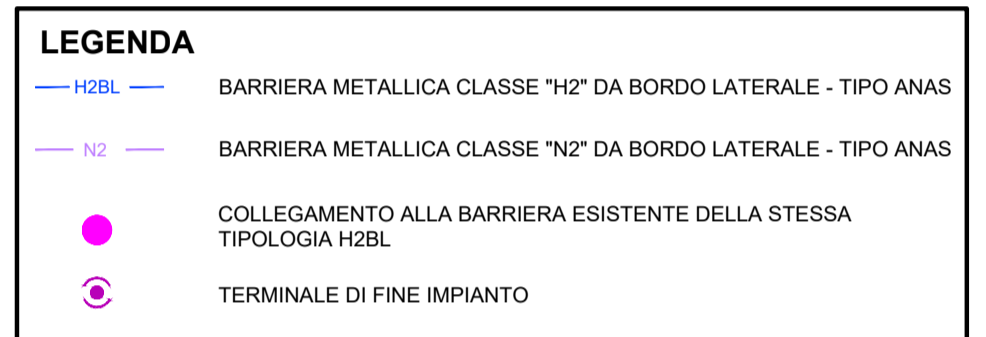 LEGENDA
H2BL BARRIERA METALLICA CLASSE "H2" DA BORDO LATERALE - TIPO ANAS
N2 BARRIERA METALLICA CLASSE "N2" DA BORDO LATERALE - TIPO ANAS
COLLEGAMENTO ALLA BARRIERA ESISTENTE DELLA STESSA
TIPOLOGIA H2BL
TERMINALE DI FINE IMPIANTO